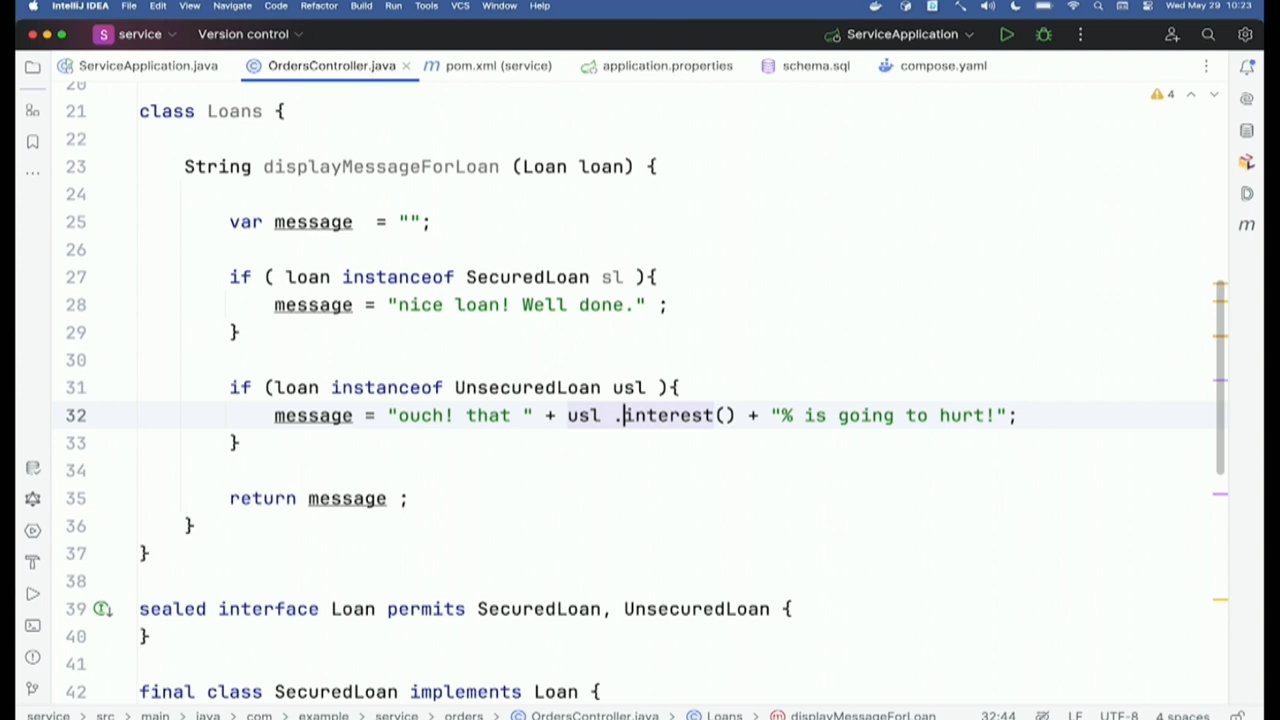 IntelliJ IDEA File Edit View Navigate Code Refactor Build Run Tools VCS Window Help Wed May 29 10:23
S service Version control ServiceApplication
ServiceApplication.java OrdersController.java × pom.xml (service) application.properties schema.sql compose.yaml
20
21 class Loans { 4
22
23 String displayMessageForLoan (Loan loan) {
24
25 var message = "";
26
27 if ( loan instanceof SecuredLoan sl ){
28 message = "nice loan! Well done." ;
29 }
30
31 if (loan instanceof UnsecuredLoan usl ){
32 message = "ouch! that " + usl .interest() + "% is going to hurt!";
33 }
34
35 return message ;
36 }
37 }
38
39 sealed interface Loan permits SecuredLoan, UnsecuredLoan {
40 }
41
42 final class SecuredLoan implements Loan {
service > src > main > java > com > example > service > orders > OrdersController.java > Loans > displayMessageForLoan 32:44 LF UTF-8 4 spaces